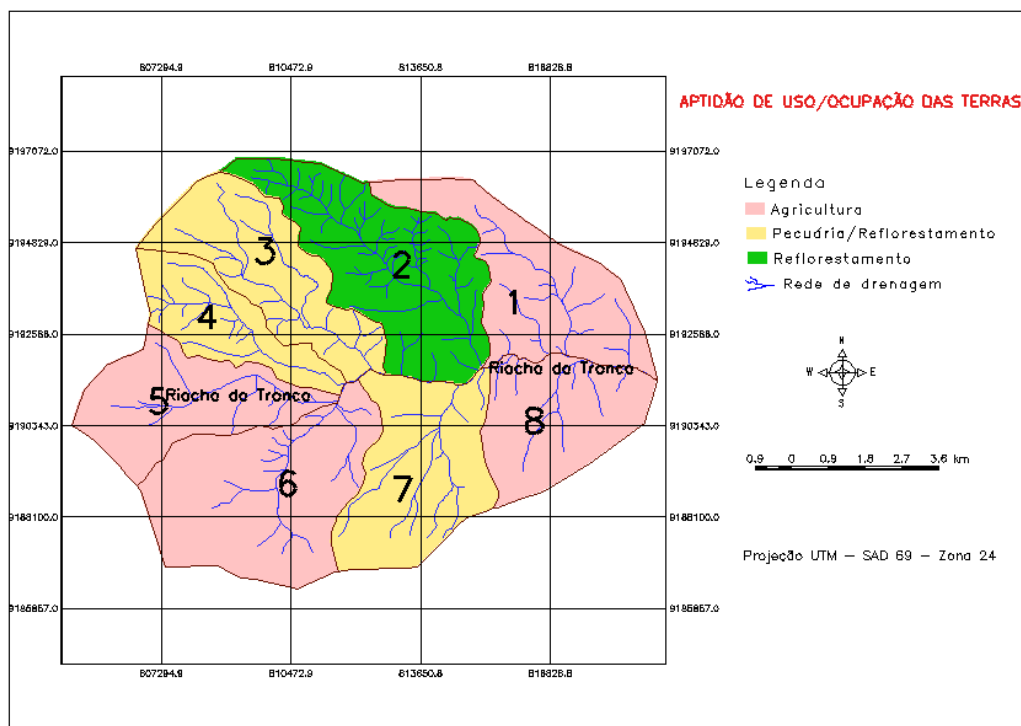 807294.9 810472.9 813650.8 816828.8
APTIDÃO DE USO/OCUPAÇÃO DAS TERRAS
9197072.0 9197072.0
Legenda
Agricultura
Pecuária/Reflorestamento
Reflorestamento
Rede de drenagem
9194829.0 9194829.0
3
2
1
4
9192586.0 9192586.0
N
W E
S
Riacho da Tranca
5 Riacho da Tranca
8
9190343.0 9190343.0
0.9 0 0.9 1.8 2.7 3.6 km
6
7
9188100.0 9188100.0
Projeção UTM – SAD 69 – Zona 24
9185857.0 9185857.0
807294.9 810472.9 813650.8 816828.8